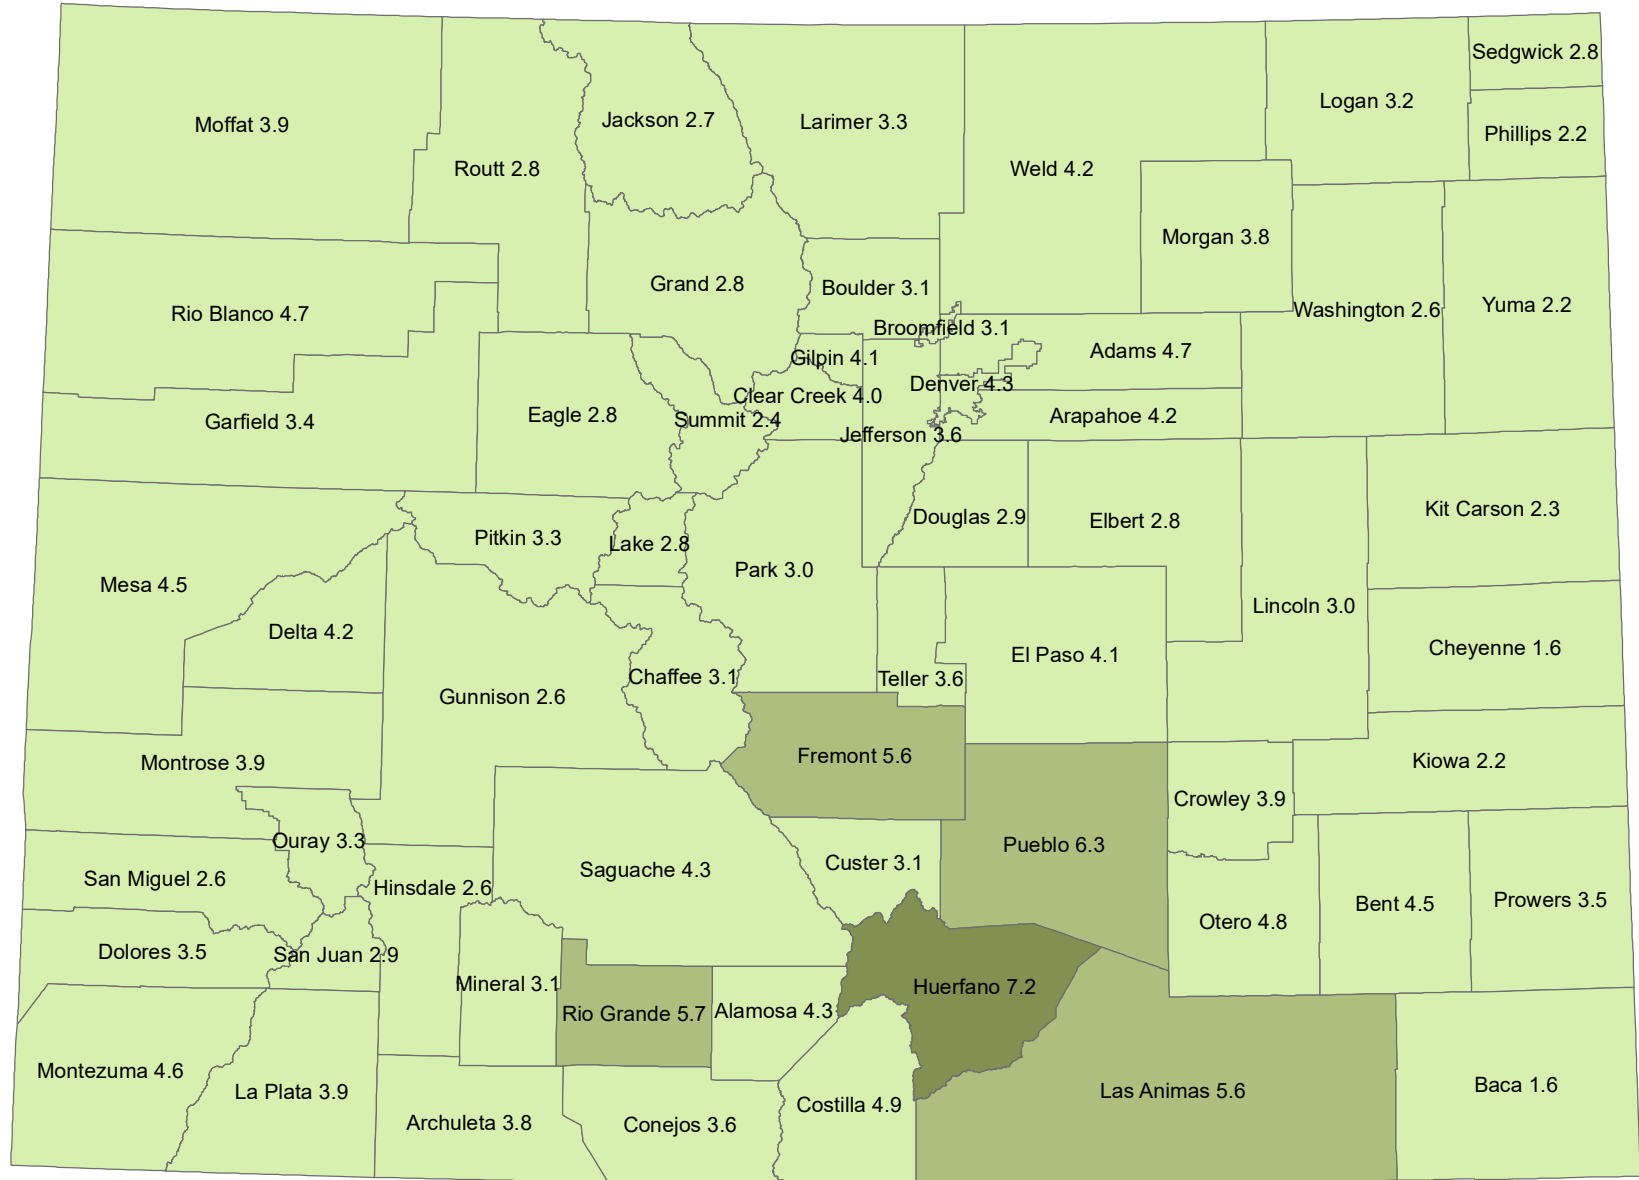 Sedgwick 2.8
Logan 3.2
Moffat 3.9
Jackson 2.7
Larimer 3.3
Phillips 2.2
Routt 2.8
Weld 4.2
Morgan 3.8
Grand 2.8
Boulder 3.1
Yuma 2.2
Washington 2.6
Rio Blanco 4.7
Broomfield 3.1
Adams 4.7
Gilpin 4.1
Denver 4.3
Clear Creek 4.0
Eagle 2.8
Arapahoe 4.2
Summit 2.4
Garfield 3.4
Jefferson 3.6
Kit Carson 2.3
Douglas 2.9
Elbert 2.8
Pitkin 3.3
Lake 2.8
Park 3.0
Mesa 4.5
Lincoln 3.0
Delta 4.2
Cheyenne 1.6
El Paso 4.1
Chaffee 3.1
Teller 3.6
Gunnison 2.6
Fremont 5.6
Kiowa 2.2
Montrose 3.9
Crowley 3.9
Ouray 3.3
Pueblo 6.3
Custer 3.1
Saguache 4.3
San Miguel 2.6
Hinsdale 2.6
Prowers 3.5
Bent 4.5
Otero 4.8
Dolores 3.5
San Juan 2.9
Mineral 3.1
Huerfano 7.2
Alamosa 4.3
Rio Grande 5.7
Montezuma 4.6
Baca 1.6
La Plata 3.9
Las Animas 5.6
Costilla 4.9
Archuleta 3.8
Conejos 3.6